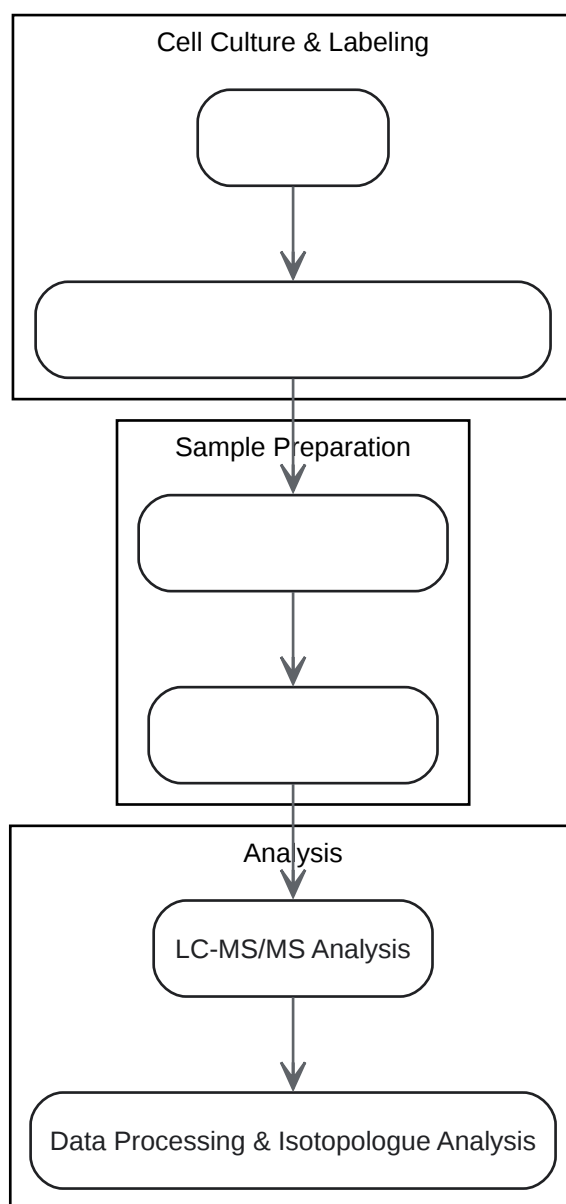 Cell Culture & Labeling
Sample Preparation
Analysis
LC-MS/MS Analysis
Data Processing & Isotopologue Analysis